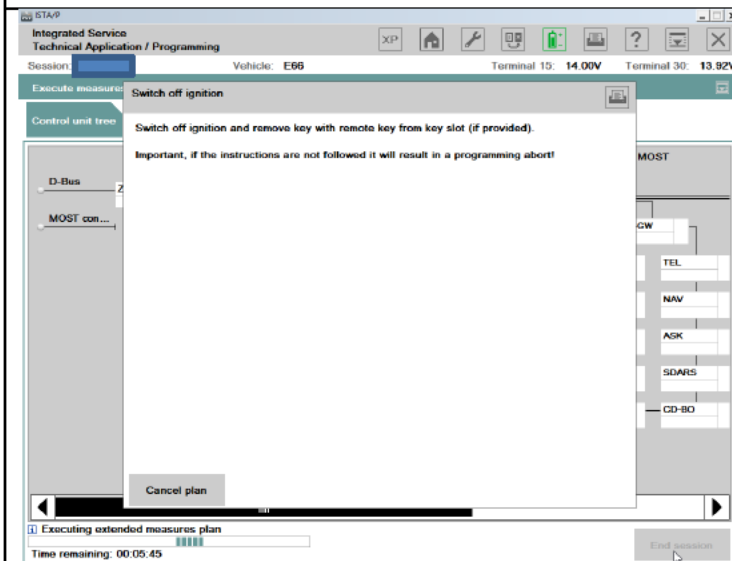 ISTA/P
Integrated Service
Technical Application / Programming
XP
?
Session:
Vehicle: E66
Terminal 15: 14.00V
Terminal 30: 13.92V
Execute measure
Switch off ignition
Control unit tree
Switch off ignition and remove key with remote key from key slot (if provided).
Important, if the instructions are not followed it will result in a programming abort!
MOST
D-Bus
Z
MOST con...
GW
TEL
NAV
ASK
SDARS
CD-BO
Cancel plan
i Executing extended measures plan
Time remaining: 00:05:45
End session